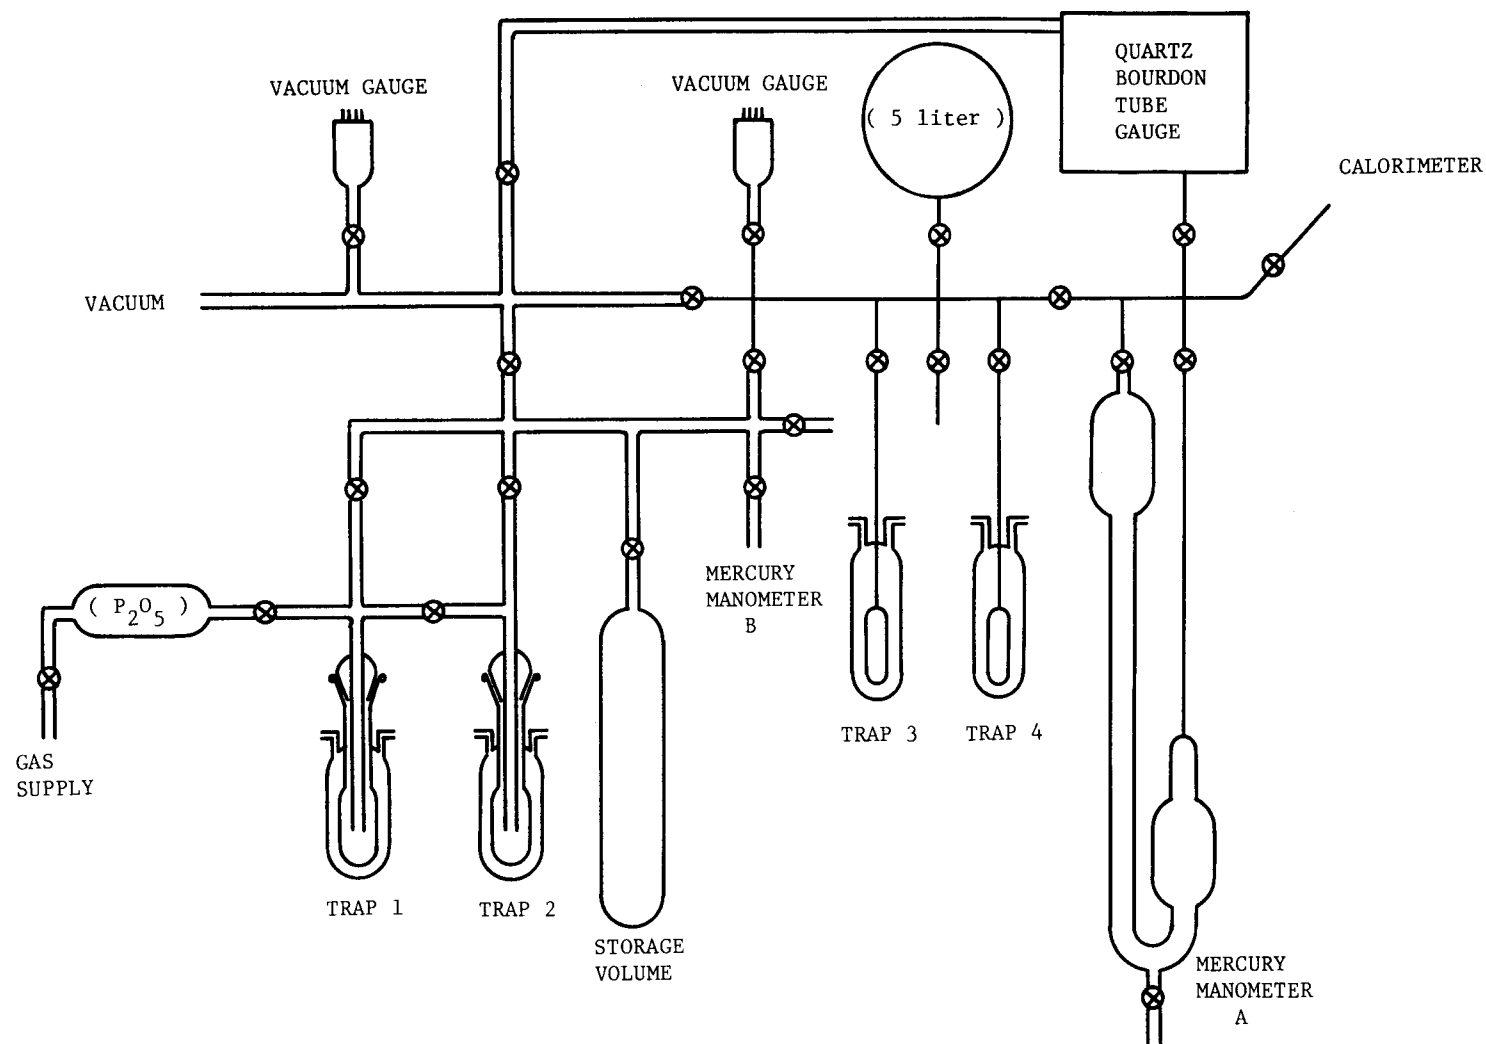 QUARTZ
BOURDON
TUBE
GAUGE
VACUUM GAUGE
VACUUM GAUGE
( 5 liter )
CALORIMETER
VACUUM
( P2O5 )
MERCURY
MANOMETER
B
GAS
SUPPLY
TRAP 3
TRAP 4
TRAP 1
TRAP 2
STORAGE
VOLUME
MERCURY
MANOMETER
A